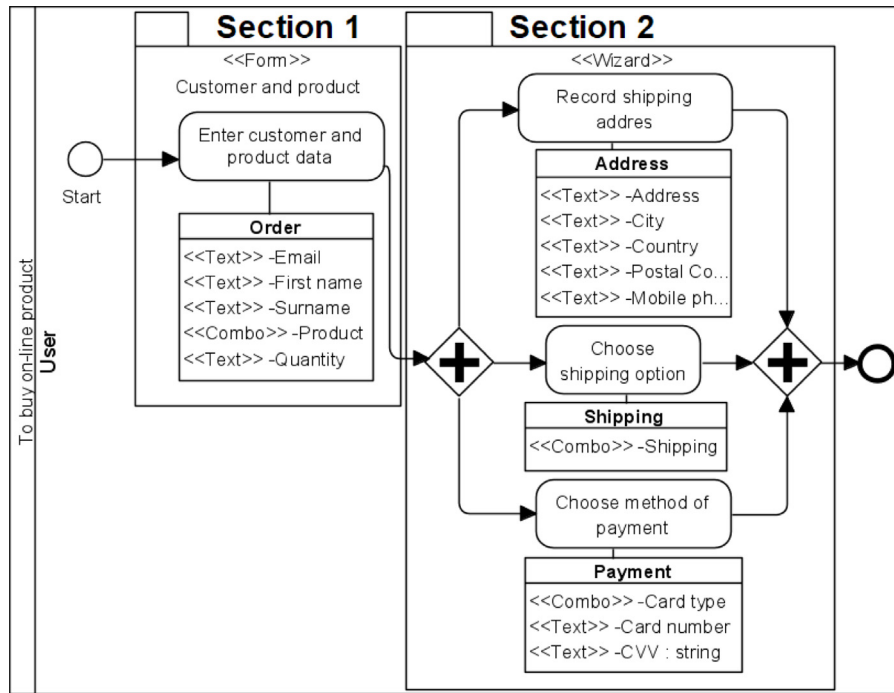 To buy on-line product
User
Start
Section 1
<<Form>>
Customer and product
Enter customer and
product data
Order
<<Text>> -Email
<<Text>> -First name
<<Text>> -Surname
<<Combo>> -Product
<<Text>> -Quantity
Section 2
<<Wizard>>
Record shipping
addres
Address
<<Text>> -Address
<<Text>> -City
<<Text>> -Country
<<Text>> -Postal Co...
<<Text>> -Mobile ph...
Choose
shipping option
Shipping
<<Combo>> -Shipping
Choose method of
payment
Payment
<<Combo>> -Card type
<<Text>> -Card number
<<Text>> -CVV : string